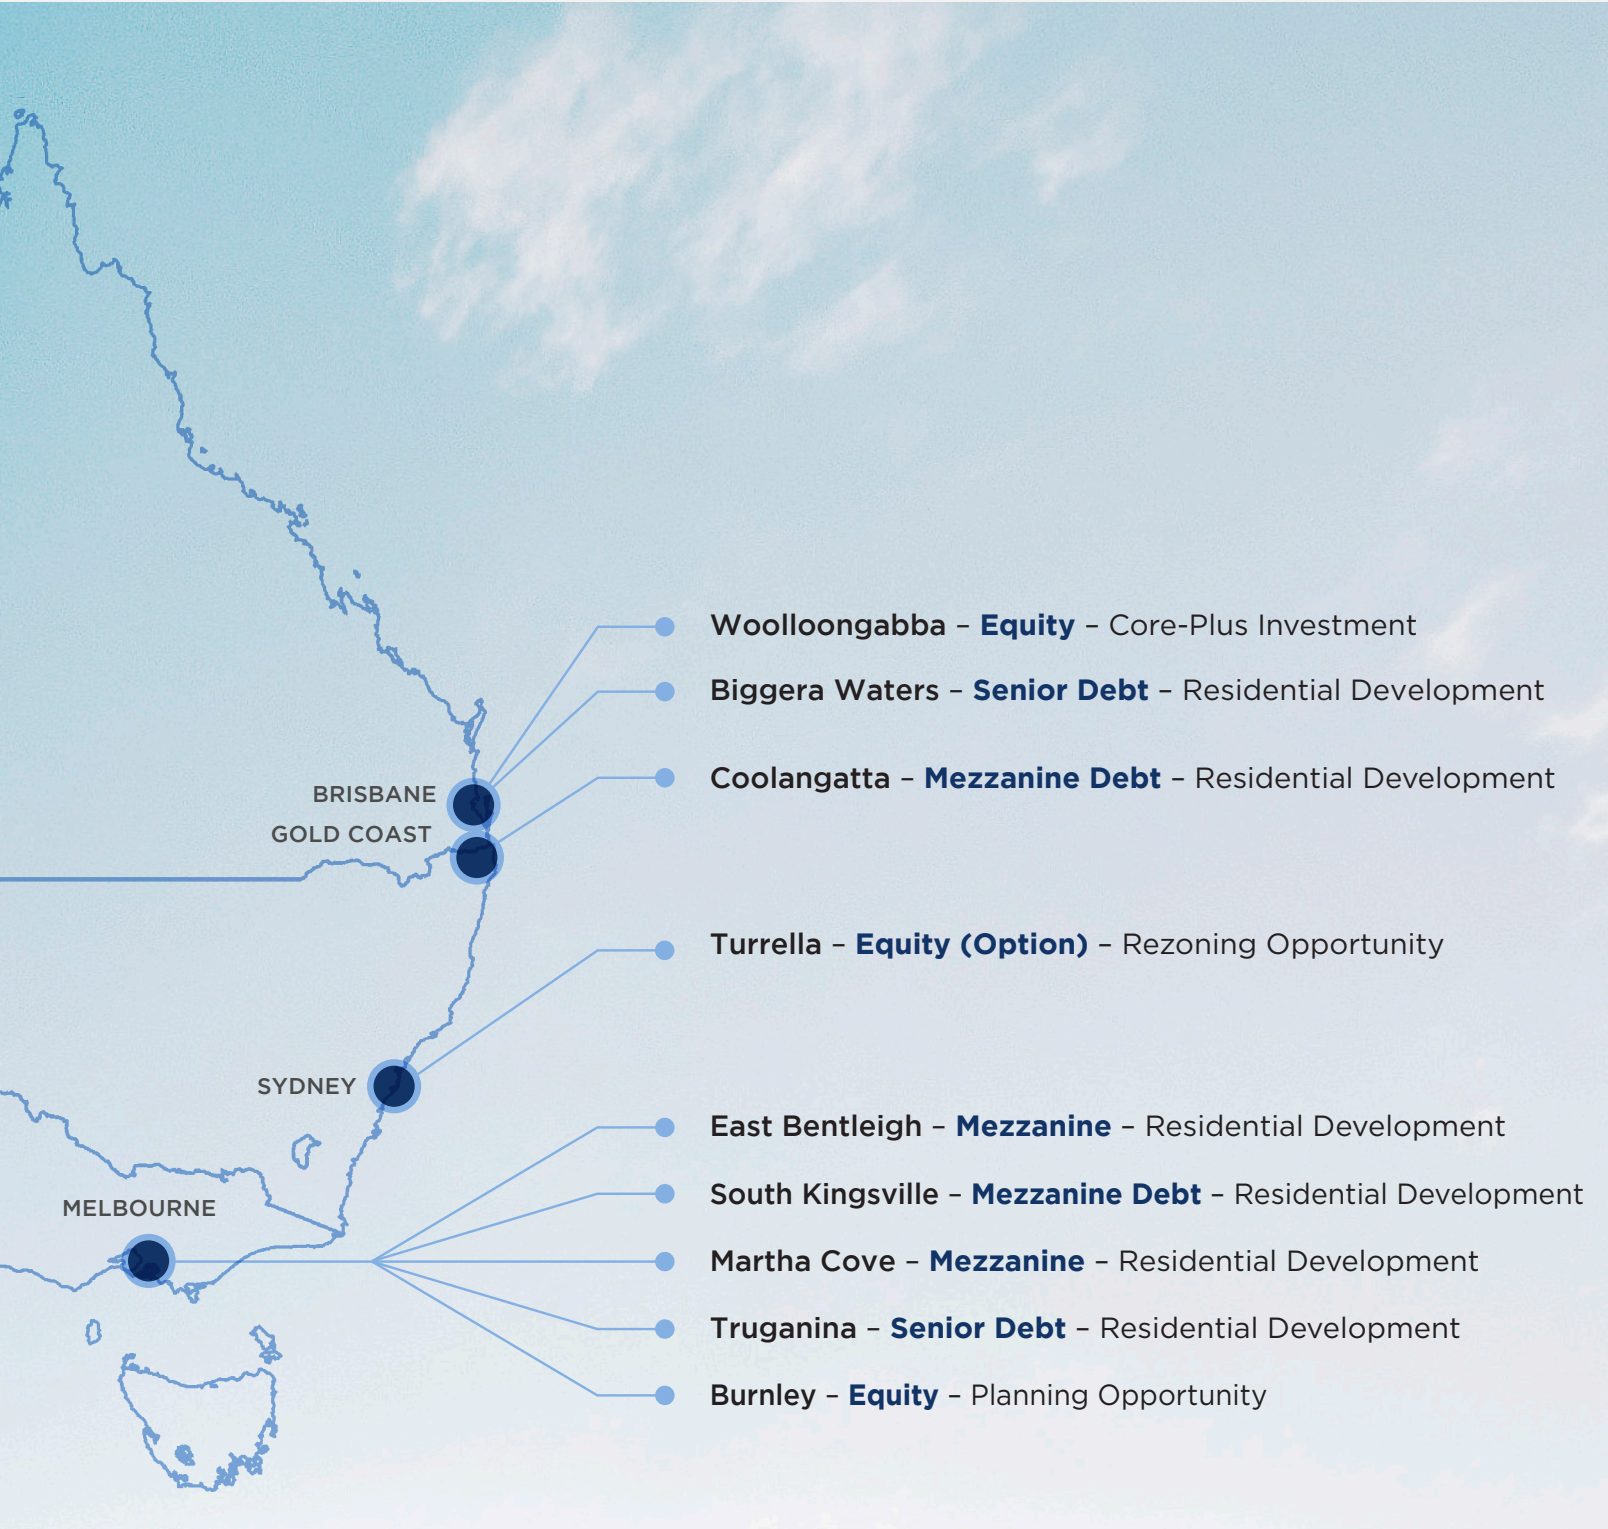 Woolloongabba – Equity – Core-Plus Investment
Biggera Waters – Senior Debt – Residential Development
Coolangatta – Mezzanine Debt – Residential Development
BRISBANE
GOLD COAST
Turrella – Equity (Option) – Rezoning Opportunity
SYDNEY
East Bentleigh – Mezzanine – Residential Development
South Kingsville – Mezzanine Debt – Residential Development
MELBOURNE
Martha Cove – Mezzanine – Residential Development
Truganina – Senior Debt – Residential Development
Burnley – Equity – Planning Opportunity